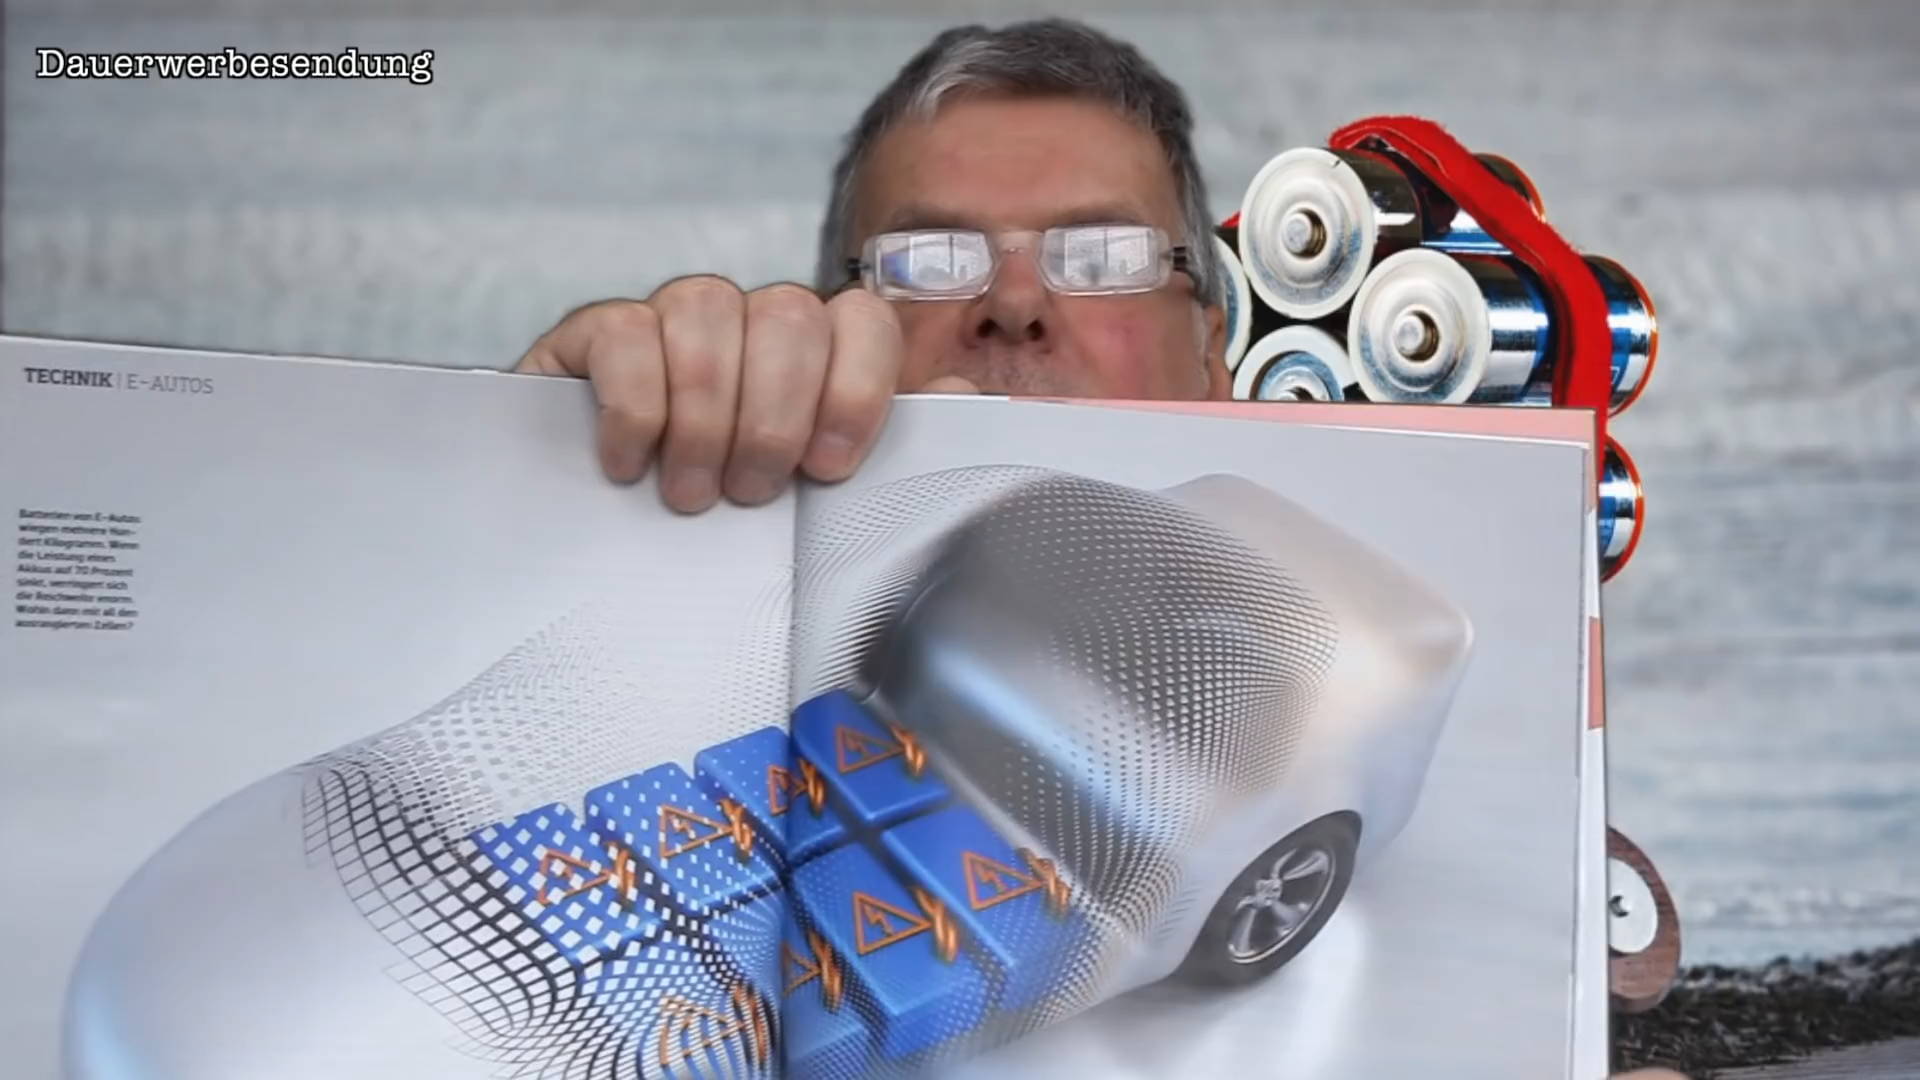 Dauerwerbesendung
TECHNIK | E-AUTOS
Batterien von E-Autos
wiegen mehrere Hun-
dert Kilogramm. Wenn
die Leistung eines
Akkus auf 70 Prozent
sinkt, verringert sich
die Reichweite enorm.
Wohin dann mit all den
ausrangierten Zellen?